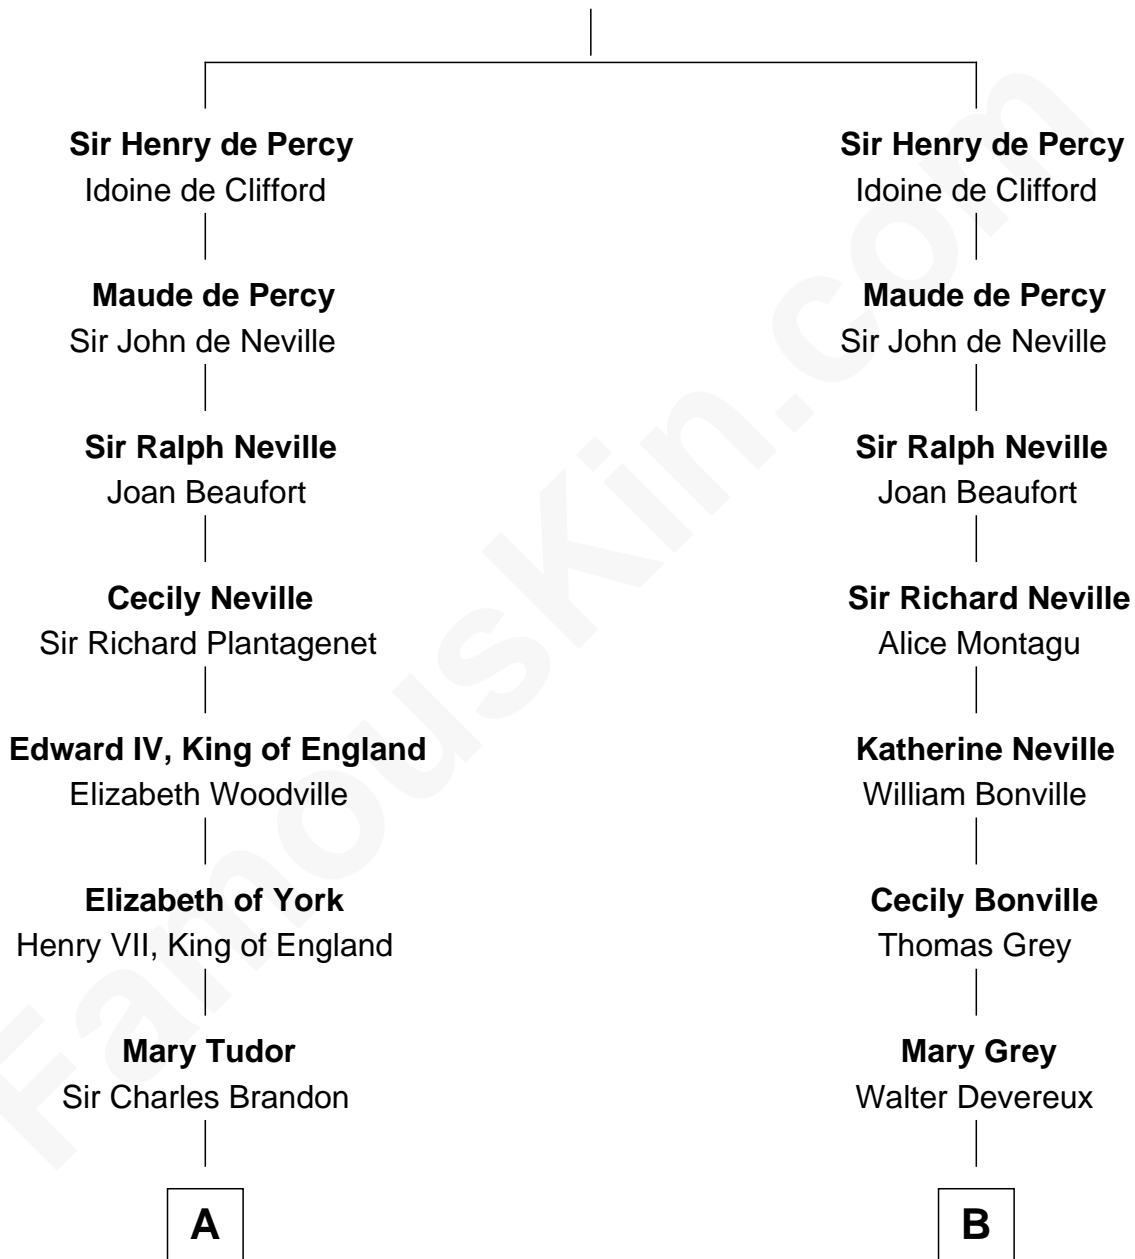 Sir Henry de Percy
Idoine de Clifford
Maude de Percy
Sir John de Neville
Sir Ralph Neville
Joan Beaufort
Cecily Neville
Sir Richard Plantagenet
Edward IV, King of England
Elizabeth Woodville
Elizabeth of York
Henry VII, King of England
Mary Tudor
Sir Charles Brandon
A
Sir Henry de Percy
Idoine de Clifford
Maude de Percy
Sir John de Neville
Sir Ralph Neville
Joan Beaufort
Sir Richard Neville
Alice Montagu
Katherine Neville
William Bonville
Cecily Bonville
Thomas Grey
Mary Grey
Walter Devereux
B
FamousKin.com